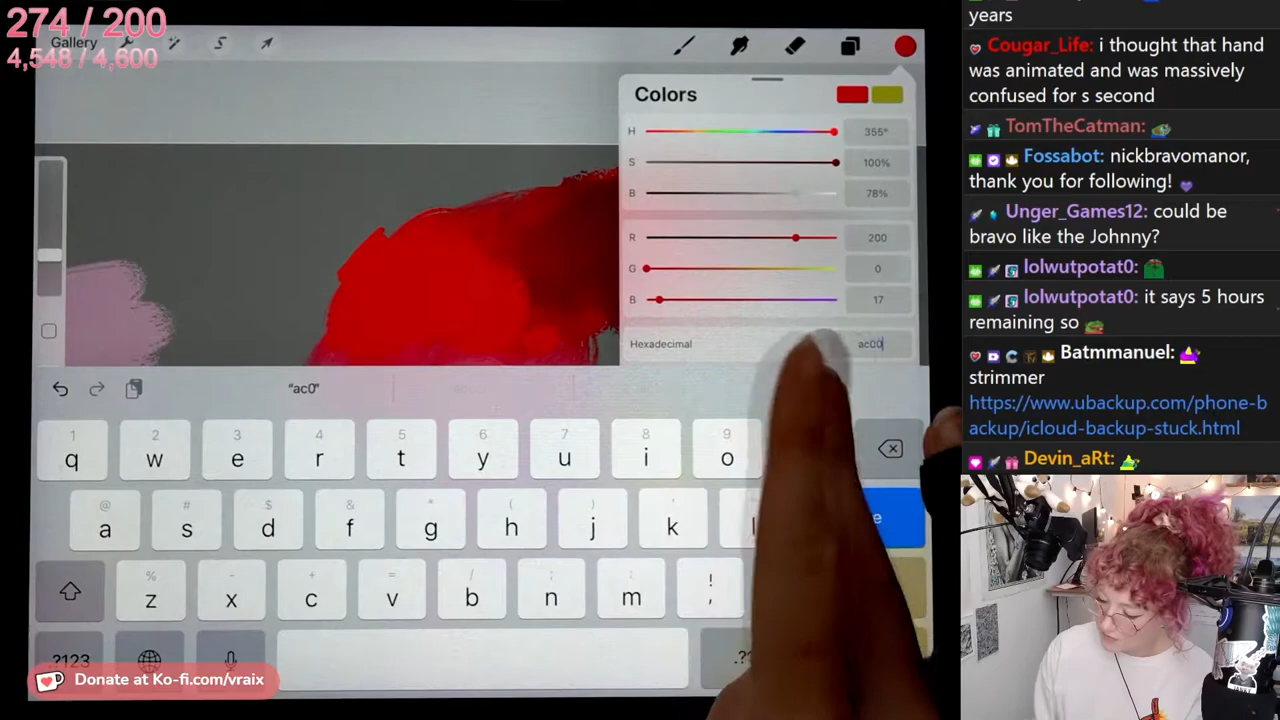 274 / 200
4,548 / 4,600
Gallery
Colors
H
355°
S
100%
B
78%
R
200
G
0
B
17
Hexadecimal
ac00
"ac0"
1 2 3 4 5 6 7 8 9
q w e r t y u i o
@ # $ & * ( ) '
a s d f g h j k
e
% - + = / ; : !
z x c v b n m ,
.?123
.?
Donate at Ko-fi.com/vraix
years
Cougar_Life: i thought that hand
was animated and was massively
confused for s second
TomTheCatman:
Fossabot: nickbravomanor,
thank you for following!
Unger_Games12: could be
bravo like the Johnny?
lolwutpotat0:
lolwutpotat0: it says 5 hours
remaining so
Batmmanuel:
strimmer
https://www.ubackup.com/phone-b
ackup/icloud-backup-stuck.html
Devin_aRt: